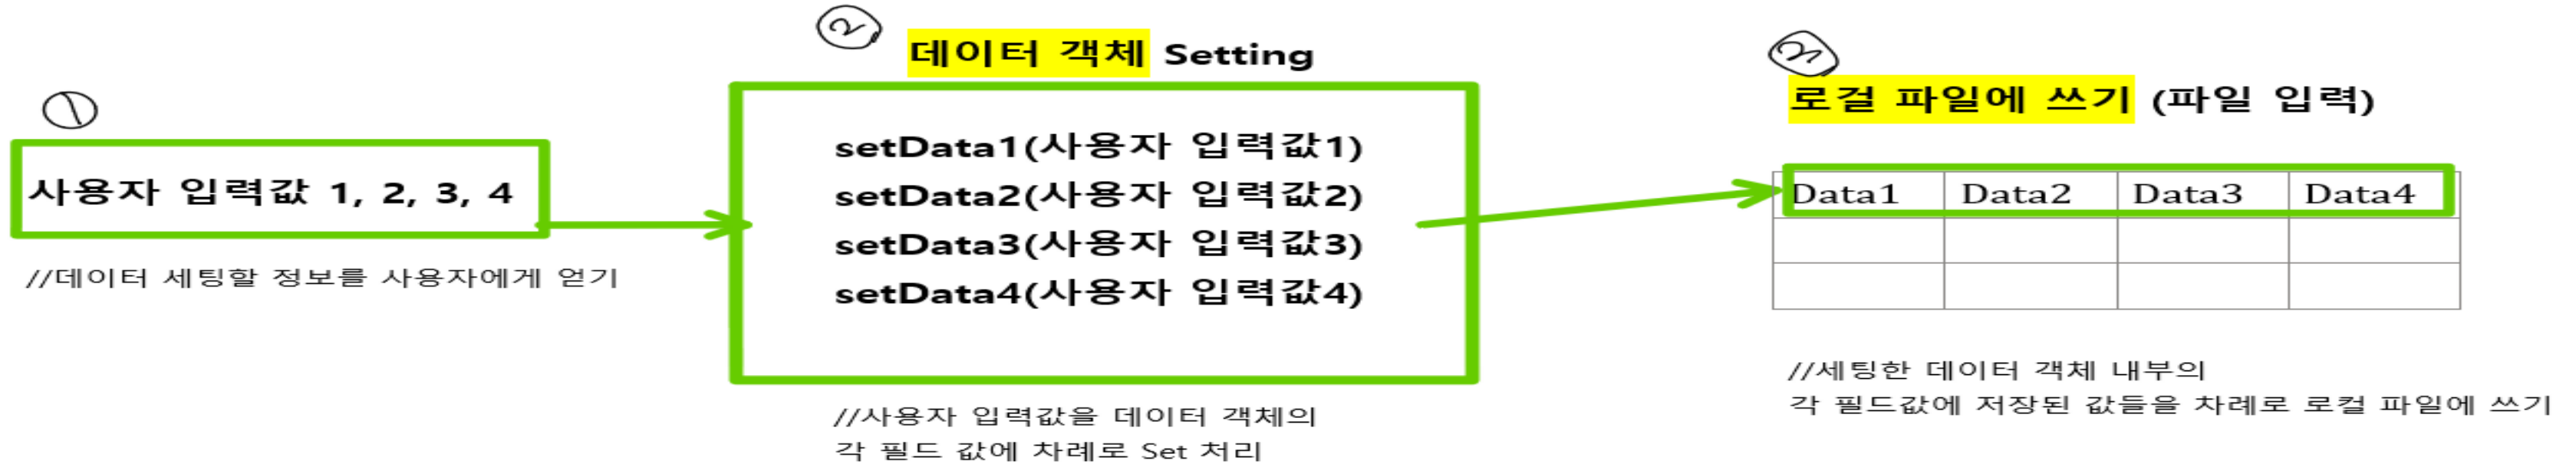 ①
사용자 입력값 1, 2, 3, 4
//데이터 세팅할 정보를 사용자에게 얻기
②
데이터 객체 Setting
setData1(사용자 입력값1)
setData2(사용자 입력값2)
setData3(사용자 입력값3)
setData4(사용자 입력값4)
//사용자 입력값을 데이터 객체의
각 필드 값에 차례로 Set 처리
③
로걸 파일에 쓰기 (파일 입력)
Data1 Data2 Data3 Data4
//세팅한 데이터 객체 내부의
각 필드값에 저장된 값들을 차례로 로컬 파일에 쓰기